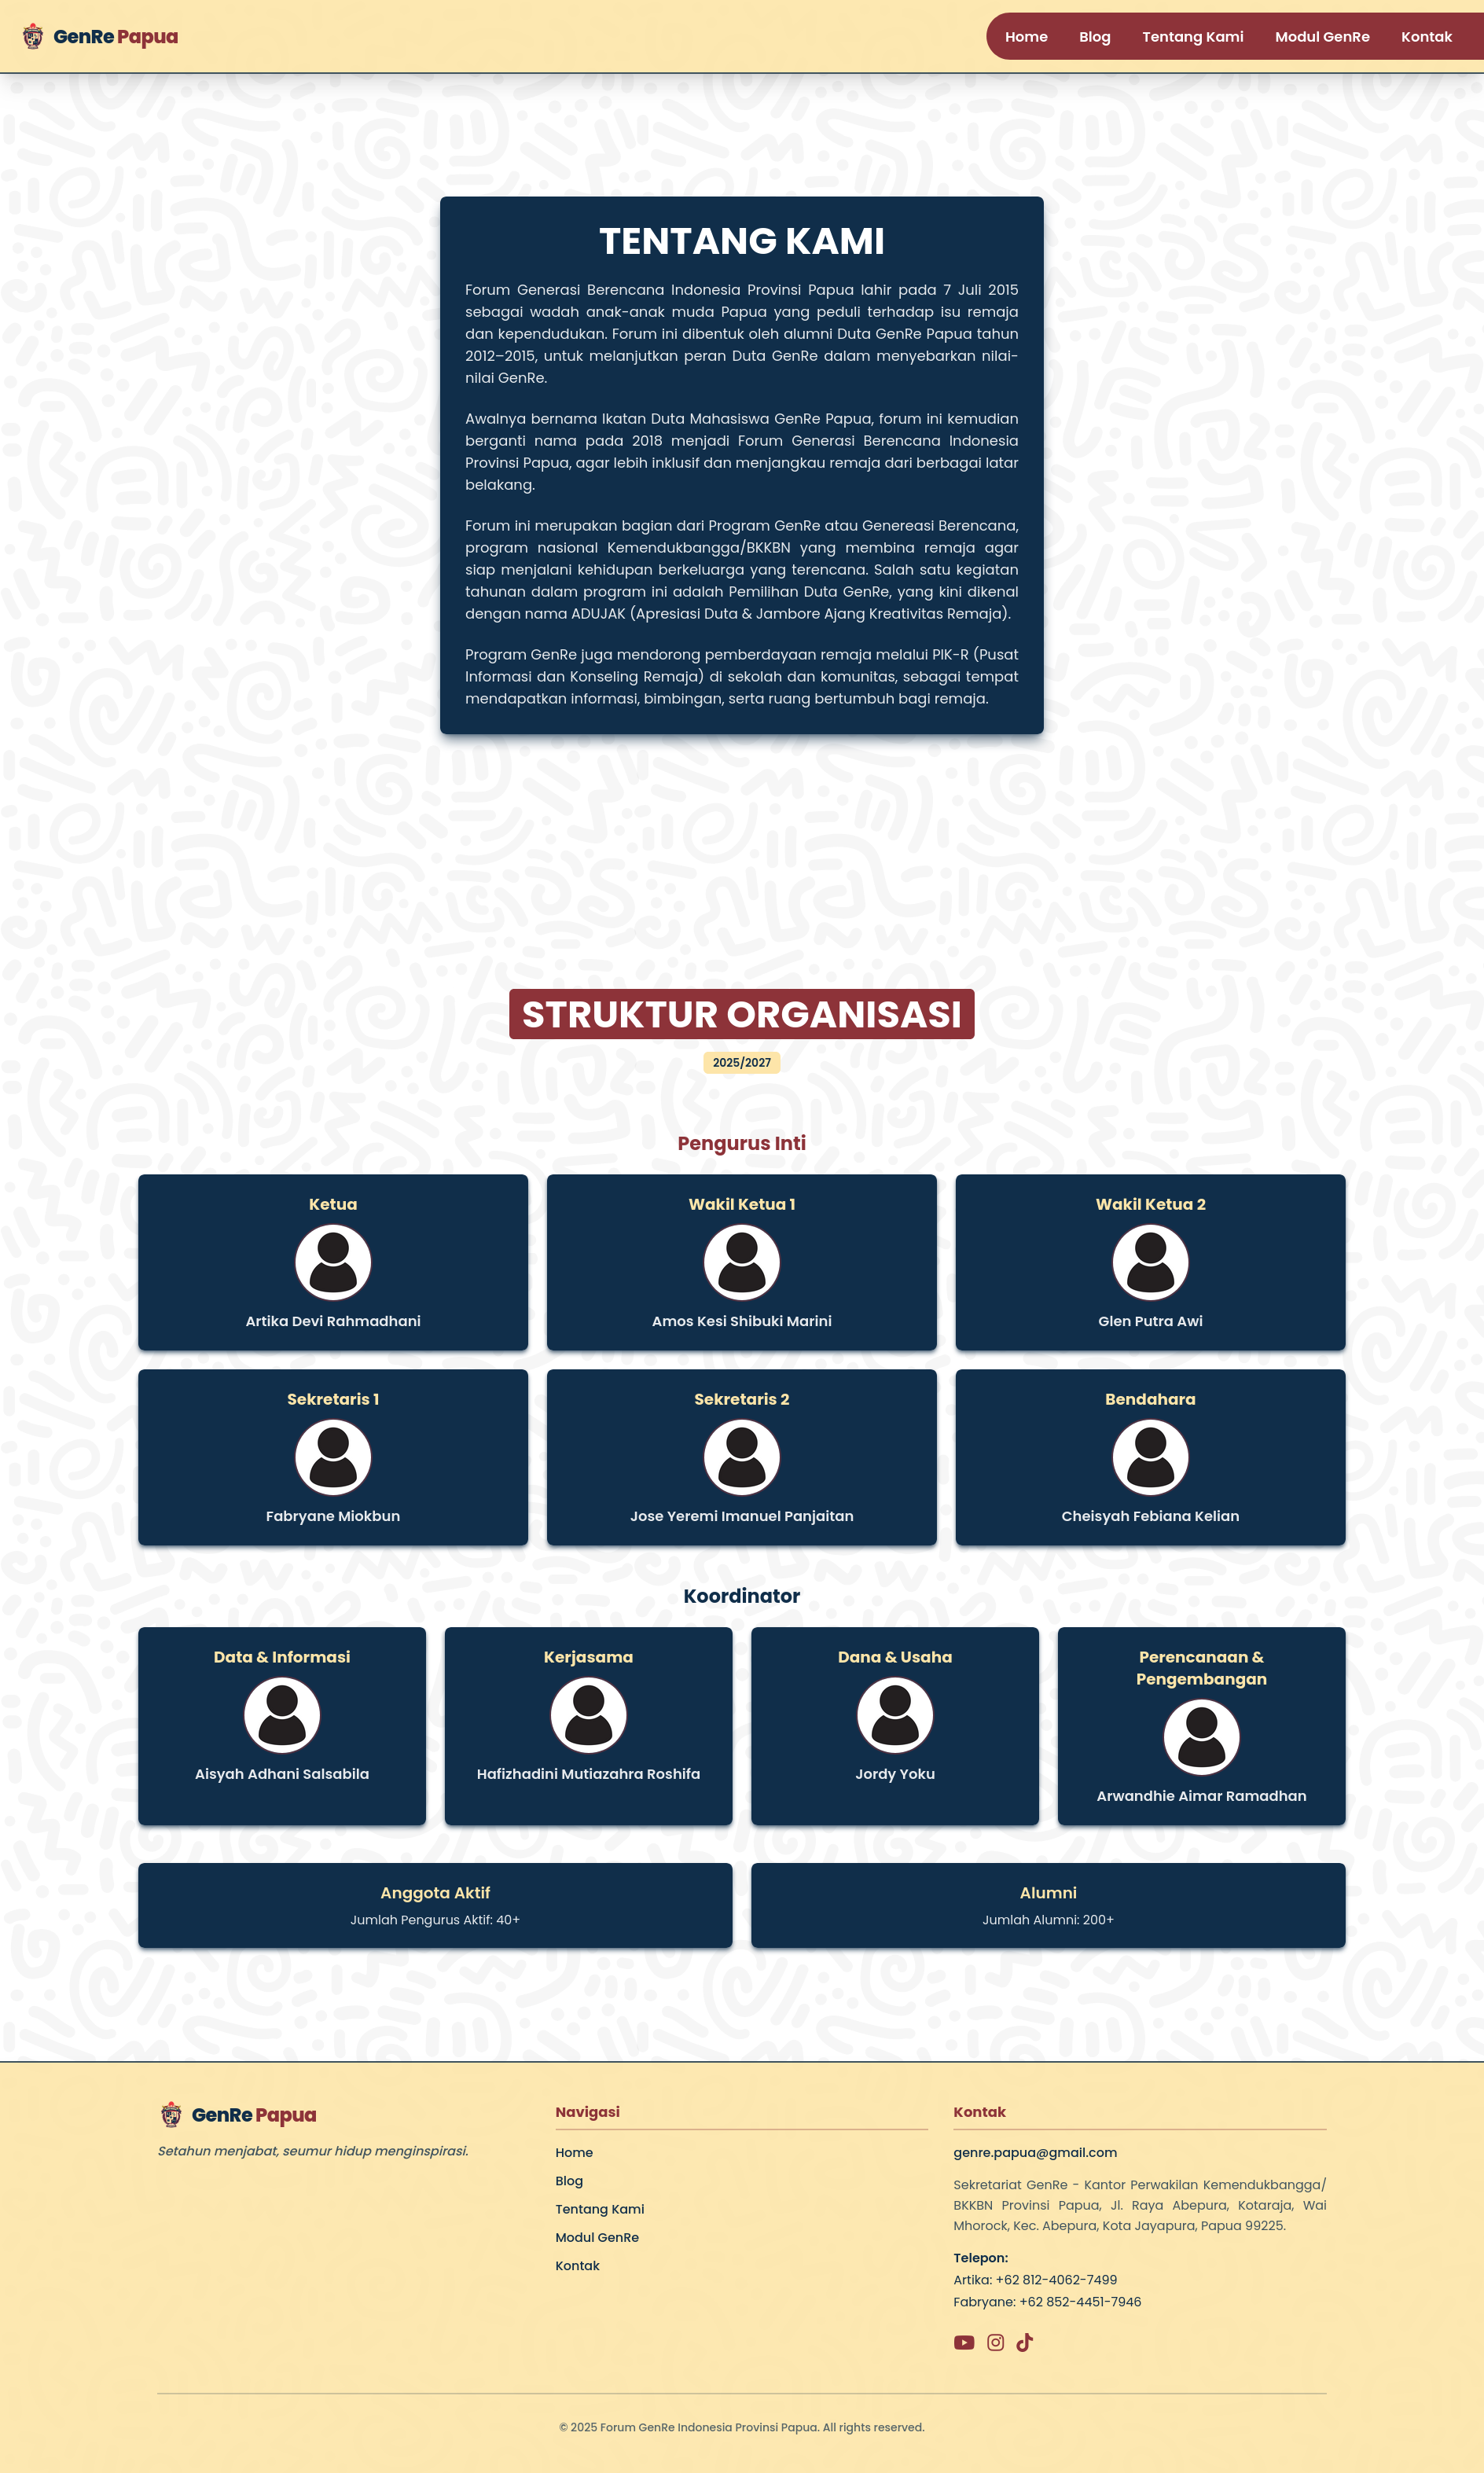 GenRe Papua
Home
Blog
Tentang Kami
Modul GenRe
Kontak
TENTANG KAMI
Forum Generasi Berencana Indonesia Provinsi Papua lahir pada 7 Juli 2015
sebagai wadah anak-anak muda Papua yang peduli terhadap isu remaja
dan kependudukan. Forum ini dibentuk oleh alumni Duta GenRe Papua tahun
2012–2015, untuk melanjutkan peran Duta GenRe dalam menyebarkan nilai-
nilai GenRe.
Awalnya bernama Ikatan Duta Mahasiswa GenRe Papua, forum ini kemudian
berganti nama pada 2018 menjadi Forum Generasi Berencana Indonesia
Provinsi Papua, agar lebih inklusif dan menjangkau remaja dari berbagai latar
belakang.
Forum ini merupakan bagian dari Program GenRe atau Genereasi Berencana,
program nasional Kemendukbangga/BKKBN yang membina remaja agar
siap menjalani kehidupan berkeluarga yang terencana. Salah satu kegiatan
tahunan dalam program ini adalah Pemilihan Duta GenRe, yang kini dikenal
dengan nama ADUJAK (Apresiasi Duta & Jambore Ajang Kreativitas Remaja).
Program GenRe juga mendorong pemberdayaan remaja melalui PIK-R (Pusat
Informasi dan Konseling Remaja) di sekolah dan komunitas, sebagai tempat
mendapatkan informasi, bimbingan, serta ruang bertumbuh bagi remaja.
STRUKTUR ORGANISASI
2025/2027
Pengurus Inti
Ketua
Artika Devi Rahmadhani
Wakil Ketua 1
Amos Kesi Shibuki Marini
Wakil Ketua 2
Glen Putra Awi
Sekretaris 1
Fabryane Miokbun
Sekretaris 2
Jose Yeremi Imanuel Panjaitan
Bendahara
Cheisyah Febiana Kelian
Koordinator
Data & Informasi
Aisyah Adhani Salsabila
Kerjasama
Hafizhadini Mutiazahra Roshifa
Dana & Usaha
Jordy Yoku
Perencanaan &
Pengembangan
Arwandhie Aimar Ramadhan
Anggota Aktif
Jumlah Pengurus Aktif: 40+
Alumni
Jumlah Alumni: 200+
GenRe Papua
Setahun menjabat, seumur hidup menginspirasi.
Navigasi
Home
Blog
Tentang Kami
Modul GenRe
Kontak
Kontak
genre.papua@gmail.com
Sekretariat GenRe - Kantor Perwakilan Kemendukbangga/
BKKBN Provinsi Papua, Jl. Raya Abepura, Kotaraja, Wai
Mhorock, Kec. Abepura, Kota Jayapura, Papua 99225.
Telepon:
Artika: +62 812-4062-7499
Fabryane: +62 852-4451-7946
© 2025 Forum GenRe Indonesia Provinsi Papua. All rights reserved.